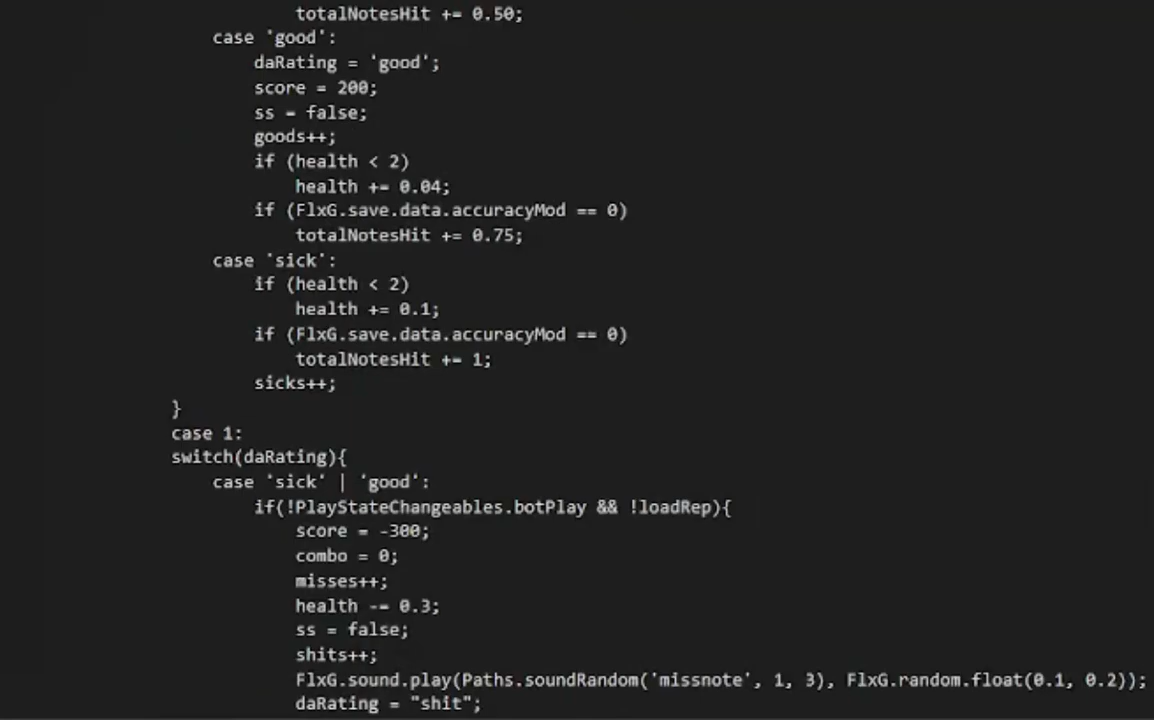 totalNotesHit += 0.50;
case 'good':
daRating = 'good';
score = 200;
ss = false;
goods++;
if (health < 2)
health += 0.04;
if (FlxG.save.data.accuracyMod == 0)
totalNotesHit += 0.75;
case 'sick':
if (health < 2)
health += 0.1;
if (FlxG.save.data.accuracyMod == 0)
totalNotesHit += 1;
sicks++;
}
case 1:
switch(daRating){
case 'sick' | 'good':
if(!PlayStateChangeables.botPlay && !loadRep){
score = -300;
combo = 0;
misses++;
health -= 0.3;
ss = false;
shits++;
FlxG.sound.play(Paths.soundRandom('missnote', 1, 3), FlxG.random.float(0.1, 0.2));
daRating = "shit";